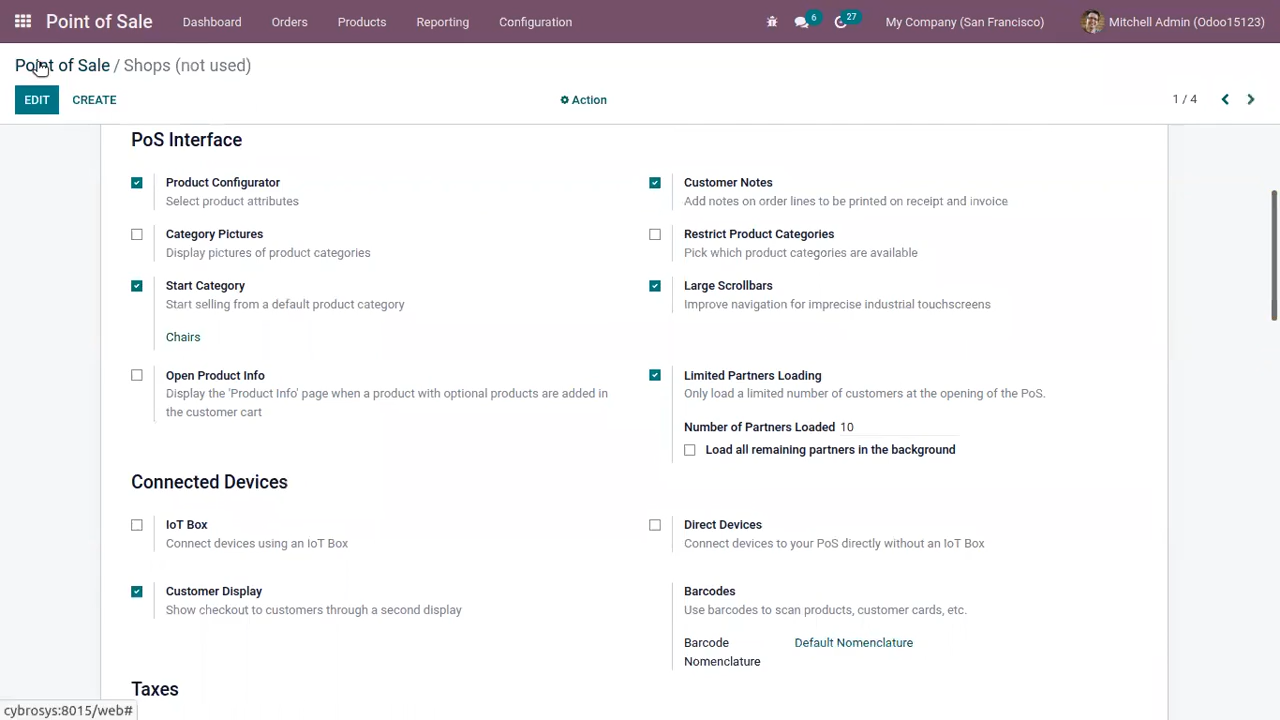 Point of Sale Dashboard Orders Products Reporting Configuration 6 27 My Company (San Francisco) Mitchell Admin (Odoo15123)
Point of Sale / Shops (not used)
EDIT CREATE Action 1 / 4
PoS Interface
Product Configurator Customer Notes
Select product attributes Add notes on order lines to be printed on receipt and invoice
Category Pictures Restrict Product Categories
Display pictures of product categories Pick which product categories are available
Start Category Large Scrollbars
Start selling from a default product category Improve navigation for imprecise industrial touchscreens
Chairs
Open Product Info Limited Partners Loading
Display the 'Product Info' page when a product with optional products are added in Only load a limited number of customers at the opening of the PoS.
the customer cart
Number of Partners Loaded 10
Load all remaining partners in the background
Connected Devices
IoT Box Direct Devices
Connect devices using an IoT Box Connect devices to your PoS directly without an IoT Box
Customer Display Barcodes
Show checkout to customers through a second display Use barcodes to scan products, customer cards, etc.
Barcode Default Nomenclature
Nomenclature
Taxes
cybrosys:8015/web#